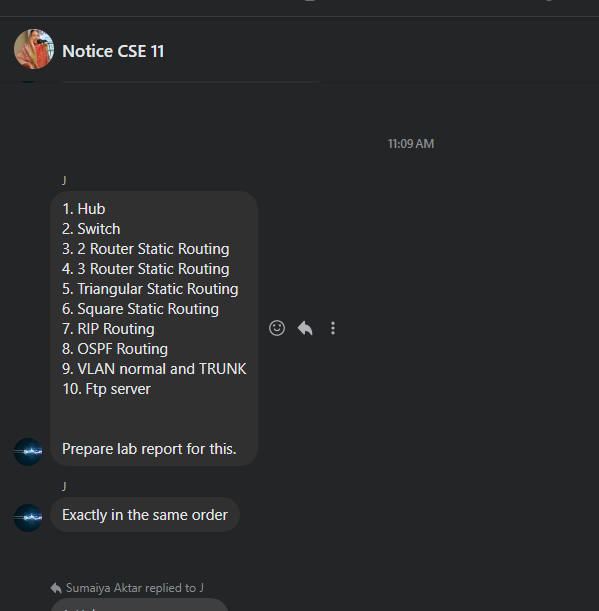 Notice CSE 11
11:09 AM
J
1. Hub
2. Switch
3. 2 Router Static Routing
4. 3 Router Static Routing
5. Triangular Static Routing
6. Square Static Routing
7. RIP Routing
8. OSPF Routing
9. VLAN normal and TRUNK
10. Ftp server
Prepare lab report for this.
J
Exactly in the same order
Sumaiya Aktar replied to J